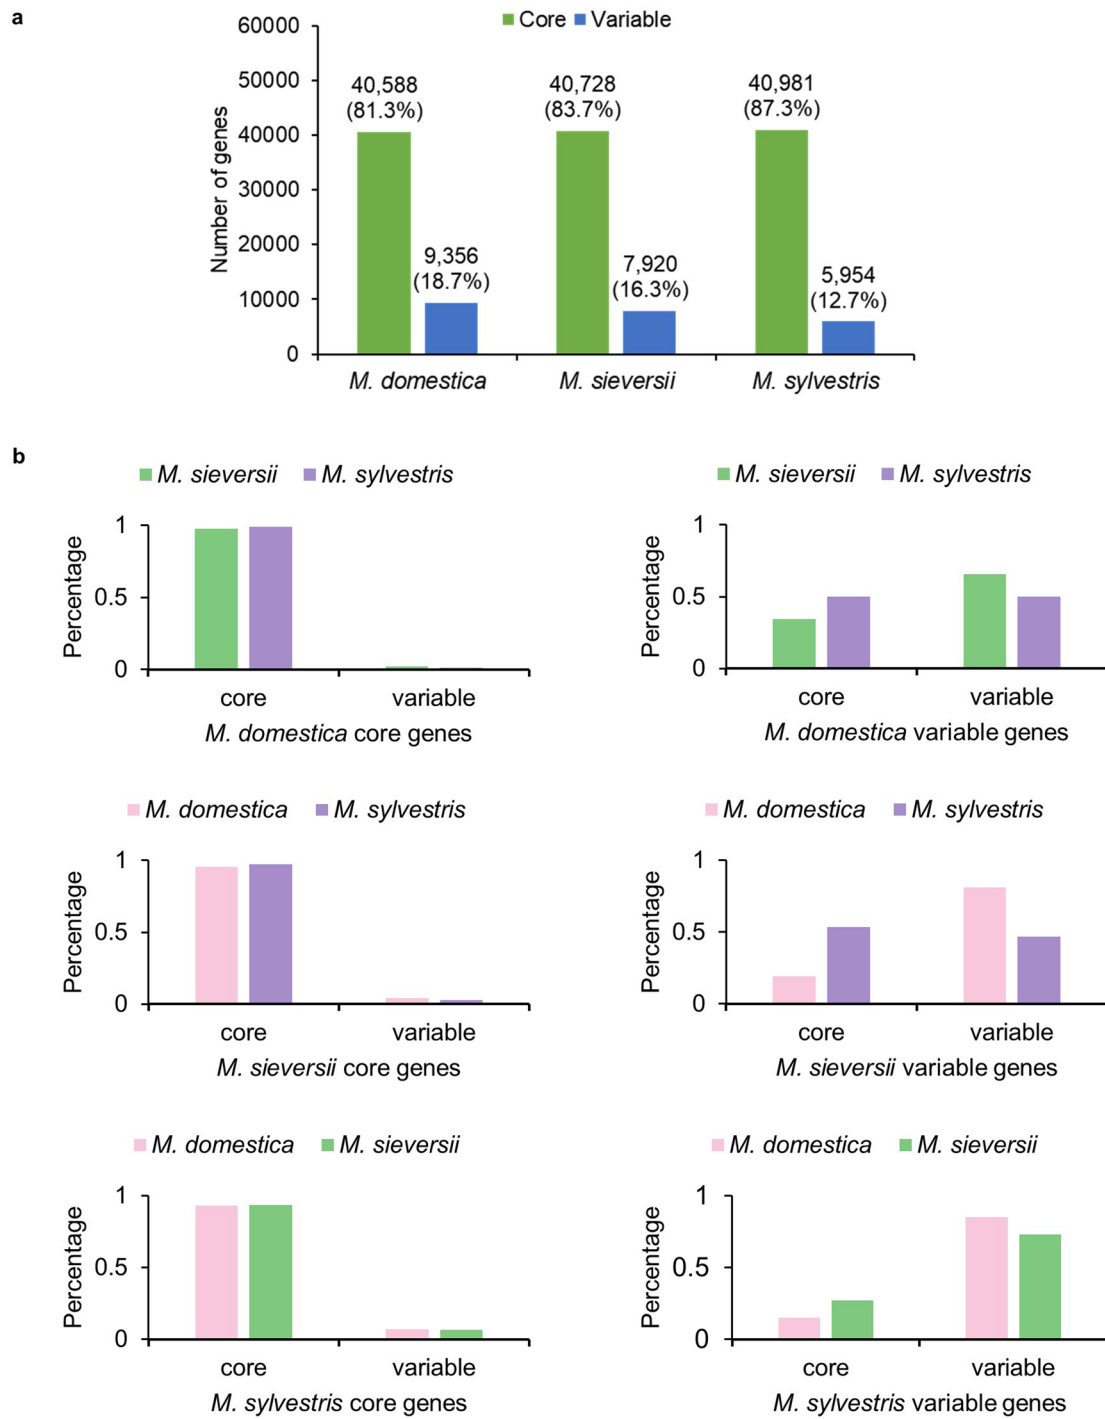 a
Core Variable
Number of genes
60000
50000
40000
30000
20000
10000
0
40,588
(81.3%)
9,356
(18.7%)
40,728
(83.7%)
7,920
(16.3%)
40,981
(87.3%)
5,954
(12.7%)
M. domestica M. sieversii M. sylvestris
b
M. sieversii M. sylvestris
Percentage
1
0.5
0
core variable
M. domestica core genes
M. sieversii M. sylvestris
Percentage
1
0.5
0
core variable
M. domestica variable genes
M. domestica M. sylvestris
Percentage
1
0.5
0
core variable
M. sieversii core genes
M. domestica M. sylvestris
Percentage
1
0.5
0
core variable
M. sieversii variable genes
M. domestica M. sieversii
Percentage
1
0.5
0
core variable
M. sylvestris core genes
M. domestica M. sieversii
Percentage
1
0.5
0
core variable
M. sylvestris variable genes